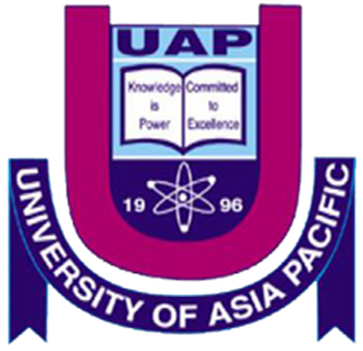 UAP
Knowledge
is
Power
Committed
to
Excellence
19 96
UNIVERSITY OF ASIA PACIFIC